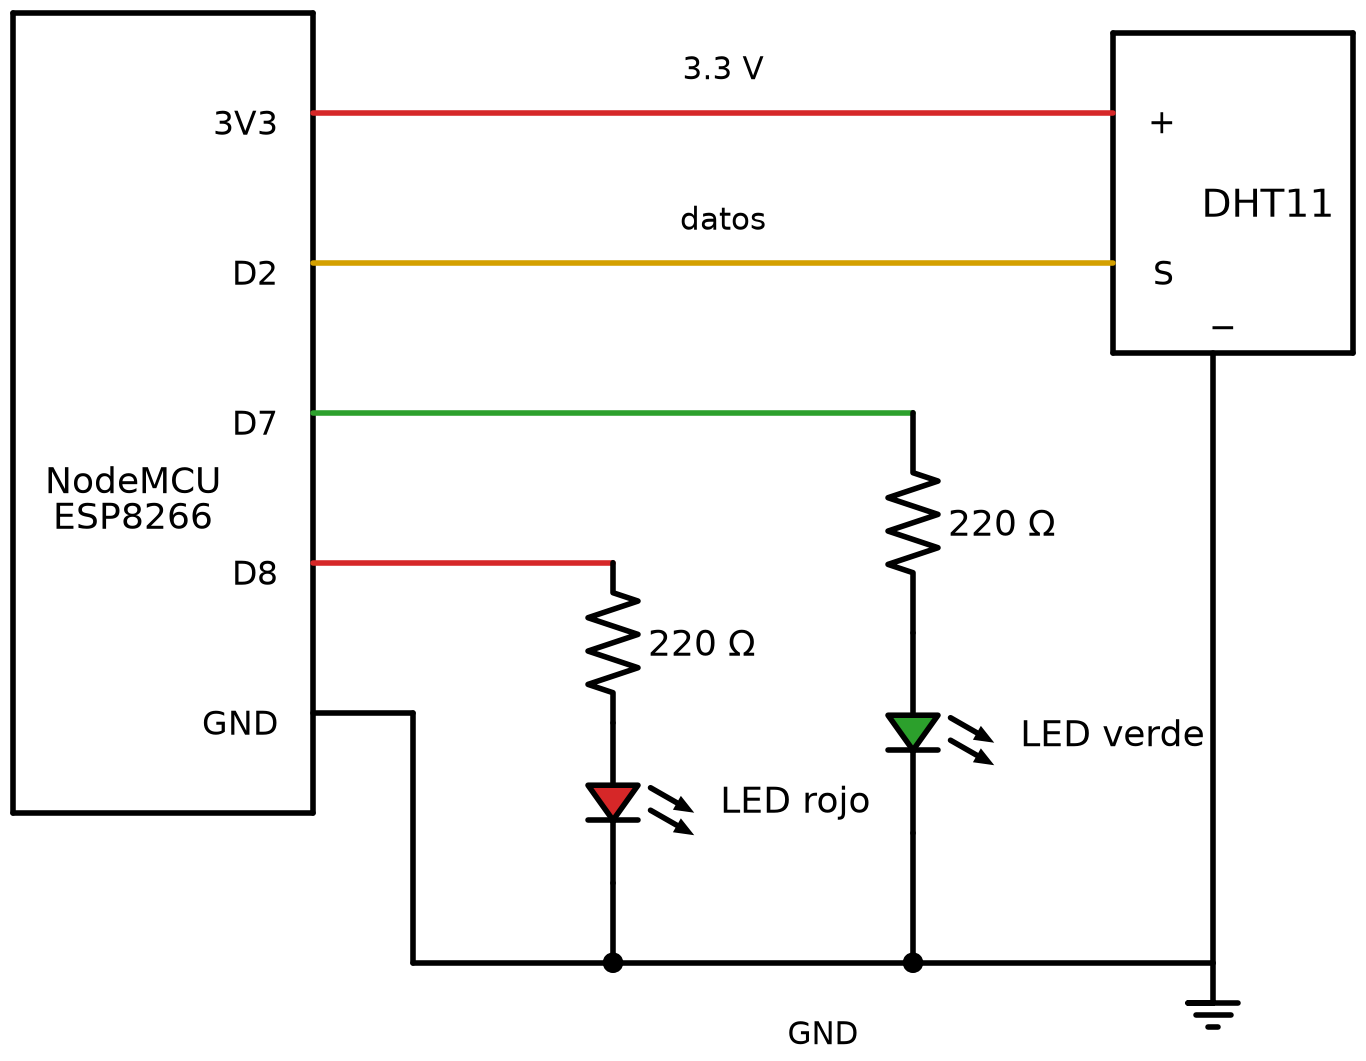 3.3 V
3V3
+
DHT11
datos
D2
S
−
D7
NodeMCU
ESP8266
220 Ω
D8
220 Ω
GND
LED verde
LED rojo
GND